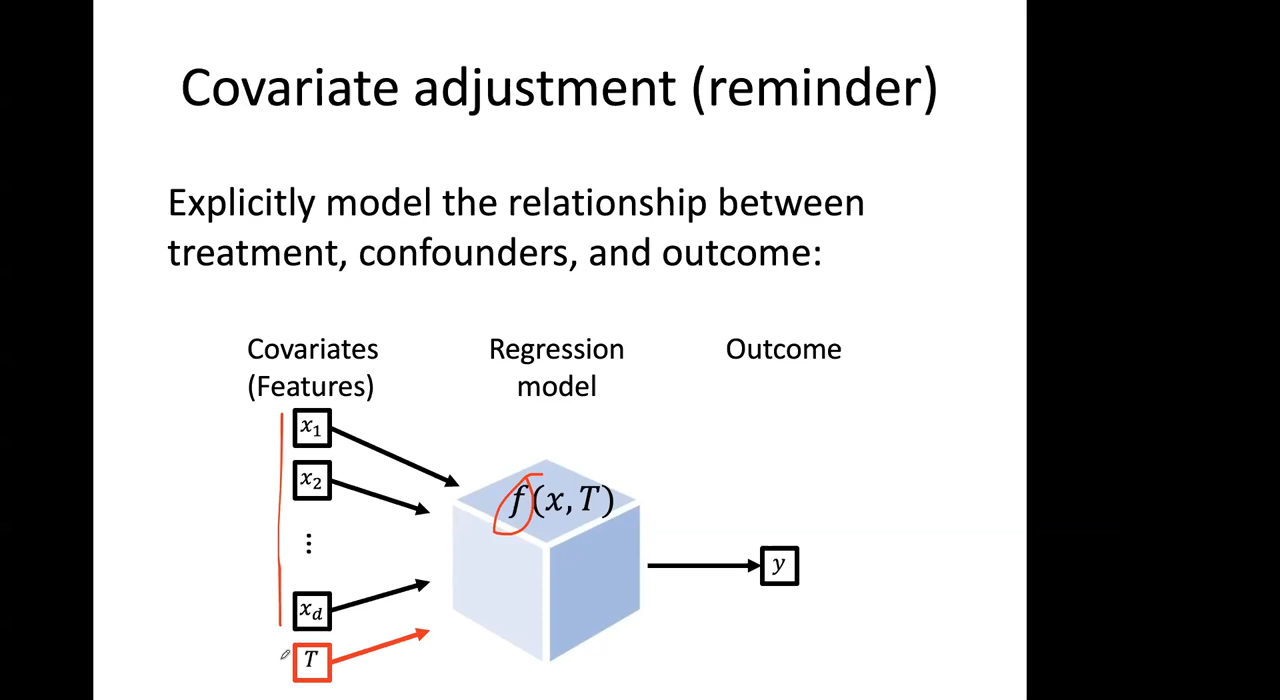 Covariate adjustment (reminder)
Explicitly model the relationship between
treatment, confounders, and outcome:
Covariates
(Features)
Regression
model
Outcome
x₁
x₂
⋮
x_d
T
f(x, T)
y